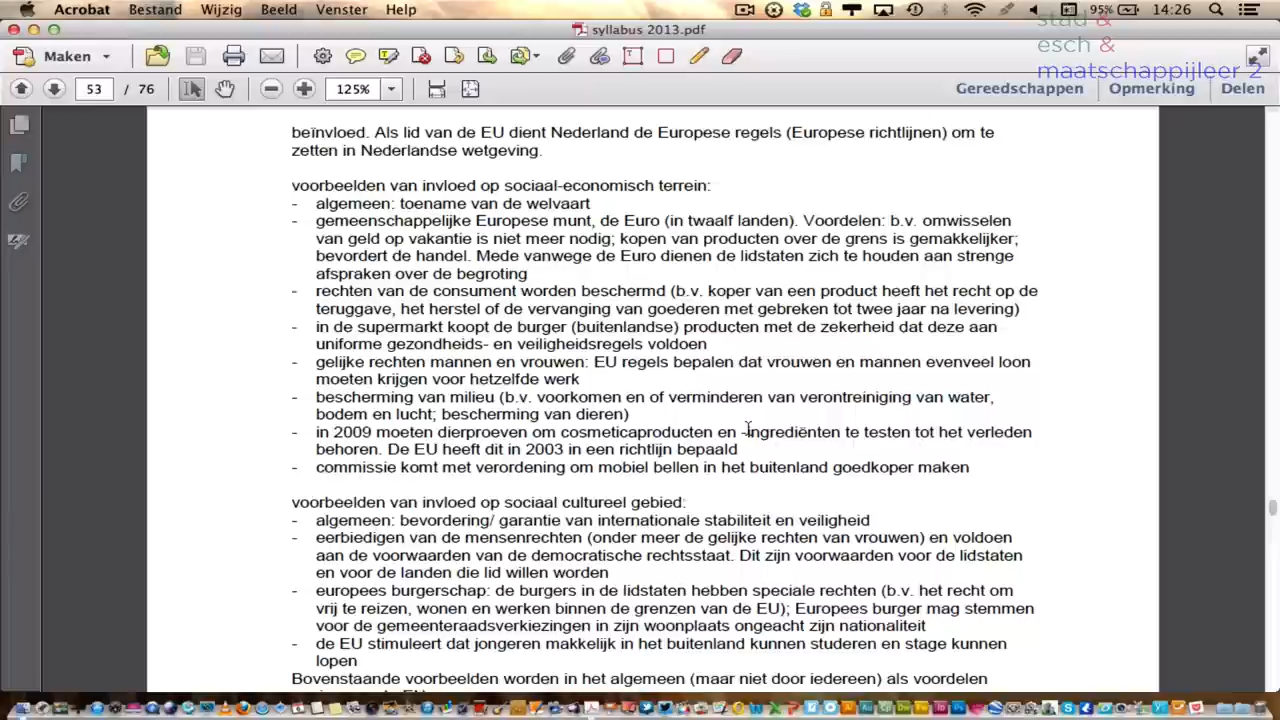 Acrobat Bestand Wijzig Beeld Venster Help 95% 14:26
syllabus 2013.pdf
stad &
esch &
maatschappijleer 2
Maken
53 / 76 125% Gereedschappen Opmerking Delen
beïnvloed. Als lid van de EU dient Nederland de Europese regels (Europese richtlijnen) om te
zetten in Nederlandse wetgeving.
voorbeelden van invloed op sociaal-economisch terrein:
- algemeen: toename van de welvaart
- gemeenschappelijke Europese munt, de Euro (in twaalf landen). Voordelen: b.v. omwisselen
van geld op vakantie is niet meer nodig; kopen van producten over de grens is gemakkelijker;
bevordert de handel. Mede vanwege de Euro dienen de lidstaten zich te houden aan strenge
afspraken over de begroting
- rechten van de consument worden beschermd (b.v. koper van een product heeft het recht op de
teruggave, het herstel of de vervanging van goederen met gebreken tot twee jaar na levering)
- in de supermarkt koopt de burger (buitenlandse) producten met de zekerheid dat deze aan
uniforme gezondheids- en veiligheidsregels voldoen
- gelijke rechten mannen en vrouwen: EU regels bepalen dat vrouwen en mannen evenveel loon
moeten krijgen voor hetzelfde werk
- bescherming van milieu (b.v. voorkomen en of verminderen van verontreiniging van water,
bodem en lucht; bescherming van dieren)
- in 2009 moeten dierproeven om cosmeticaproducten en -ingrediënten te testen tot het verleden
behoren. De EU heeft dit in 2003 in een richtlijn bepaald
- commissie komt met verordening om mobiel bellen in het buitenland goedkoper maken
voorbeelden van invloed op sociaal cultureel gebied:
- algemeen: bevordering/ garantie van internationale stabiliteit en veiligheid
- eerbiedigen van de mensenrechten (onder meer de gelijke rechten van vrouwen) en voldoen
aan de voorwaarden van de democratische rechtsstaat. Dit zijn voorwaarden voor de lidstaten
en voor de landen die lid willen worden
- europees burgerschap: de burgers in de lidstaten hebben speciale rechten (b.v. het recht om
vrij te reizen, wonen en werken binnen de grenzen van de EU); Europees burger mag stemmen
voor de gemeenteraadsverkiezingen in zijn woonplaats ongeacht zijn nationaliteit
- de EU stimuleert dat jongeren makkelijk in het buitenland kunnen studeren en stage kunnen
lopen
Bovenstaande voorbeelden worden in het algemeen (maar niet door iedereen) als voordelen